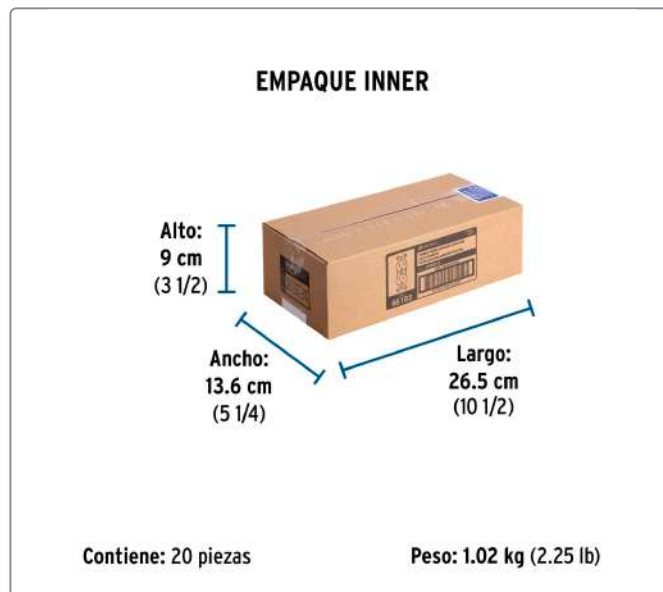 EMPAQUE INNER
Alto:
9 cm
(3 1/2)
Ancho:
13.6 cm
(5 1/4)
Largo:
26.5 cm
(10 1/2)
Contiene: 20 piezas
Peso: 1.02 kg (2.25 lb)